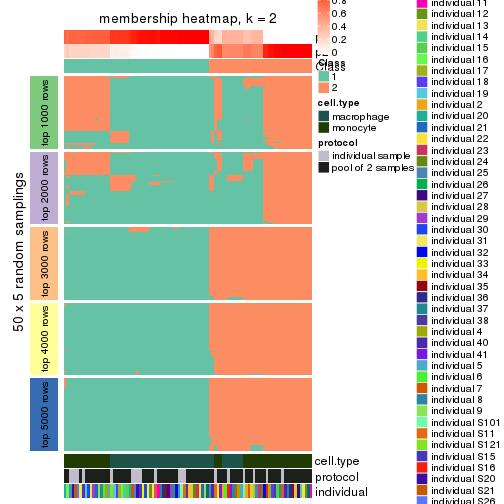 membership heatmap, k = 2
50 x 5 random samplings
top 1000 rows
top 2000 rows
top 3000 rows
top 4000 rows
top 5000 rows
Class
cell.type
protocol
individual
0.8
0.6
0.4
0.2
0
Class
1
2
cell.type
macrophage
monocyte
protocol
individual sample
pool of 2 samples
individual 11
individual 12
individual 13
individual 14
individual 15
individual 16
individual 17
individual 18
individual 19
individual 2
individual 20
individual 21
individual 22
individual 23
individual 24
individual 25
individual 26
individual 27
individual 28
individual 29
individual 30
individual 31
individual 32
individual 33
individual 34
individual 35
individual 36
individual 37
individual 38
individual 4
individual 40
individual 41
individual 5
individual 6
individual 7
individual 8
individual 9
individual S101
individual S11
individual S121
individual S15
individual S16
individual S20
individual S21
individual S26